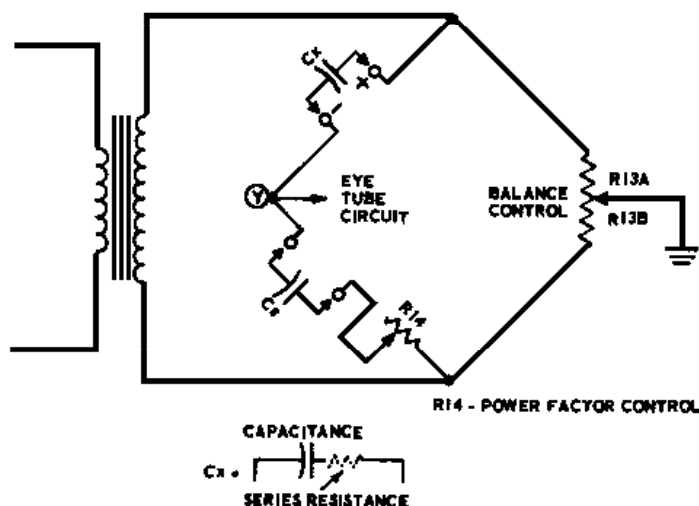 Cx
X
Y
EYE
TUBE
CIRCUIT
BALANCE
CONTROL
R13A
R13B
Cs
R14
R14 - POWER FACTOR CONTROL
CAPACITANCE
Cx =
SERIES RESISTANCE